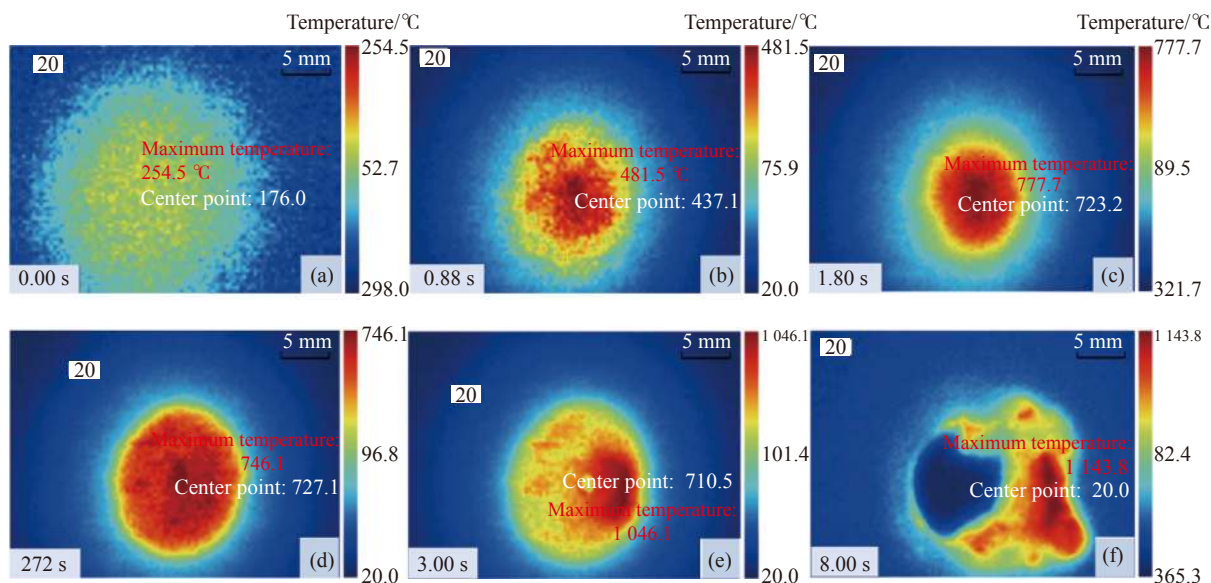 Temperature/℃
254.5
20
5 mm
Maximum temperature:
254.5 ℃
52.7
Center point: 176.0
0.00 s
(a)
298.0
Temperature/℃
481.5
20
5 mm
Maximum temperature:
481.5 ℃
75.9
Center point: 437.1
0.88 s
(b)
20.0
Temperature/℃
777.7
20
5 mm
Maximum temperature:
777.7
89.5
Center point: 723.2
1.80 s
(c)
321.7
746.1
5 mm
20
Maximum temperature:
746.1
96.8
Center point: 727.1
272 s
(d)
20.0
1 046.1
5 mm
20
101.4
Center point: 710.5
Maximum temperature:
1 046.1
3.00 s
(e)
20.0
1 143.8
20
5 mm
Maximum temperature:
1 143.8
82.4
Center point: 20.0
8.00 s
(f)
365.3